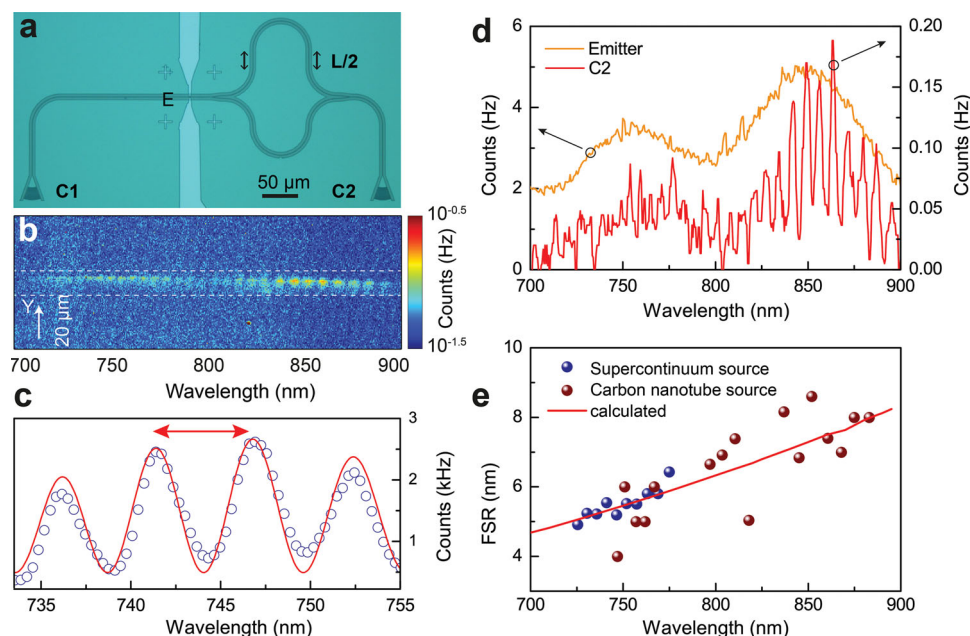 a
E
L/2
50 µm
C1
C2
b
Y
20 µm
10^-0.5
Counts (Hz)
10^-1.5
700 750 800 850 900
Wavelength (nm)
c
3
2
1
Counts (kHz)
735 740 745 750 755
Wavelength (nm)
d
Emitter
C2
6
4
2
0
Counts (Hz)
0.20
0.15
0.10
0.05
0.00
Counts (Hz)
700 750 800 850 900
Wavelength (nm)
e
Supercontinuum source
Carbon nanotube source
calculated
10
8
6
4
FSR (nm)
700 750 800 850 900
Wavelength (nm)